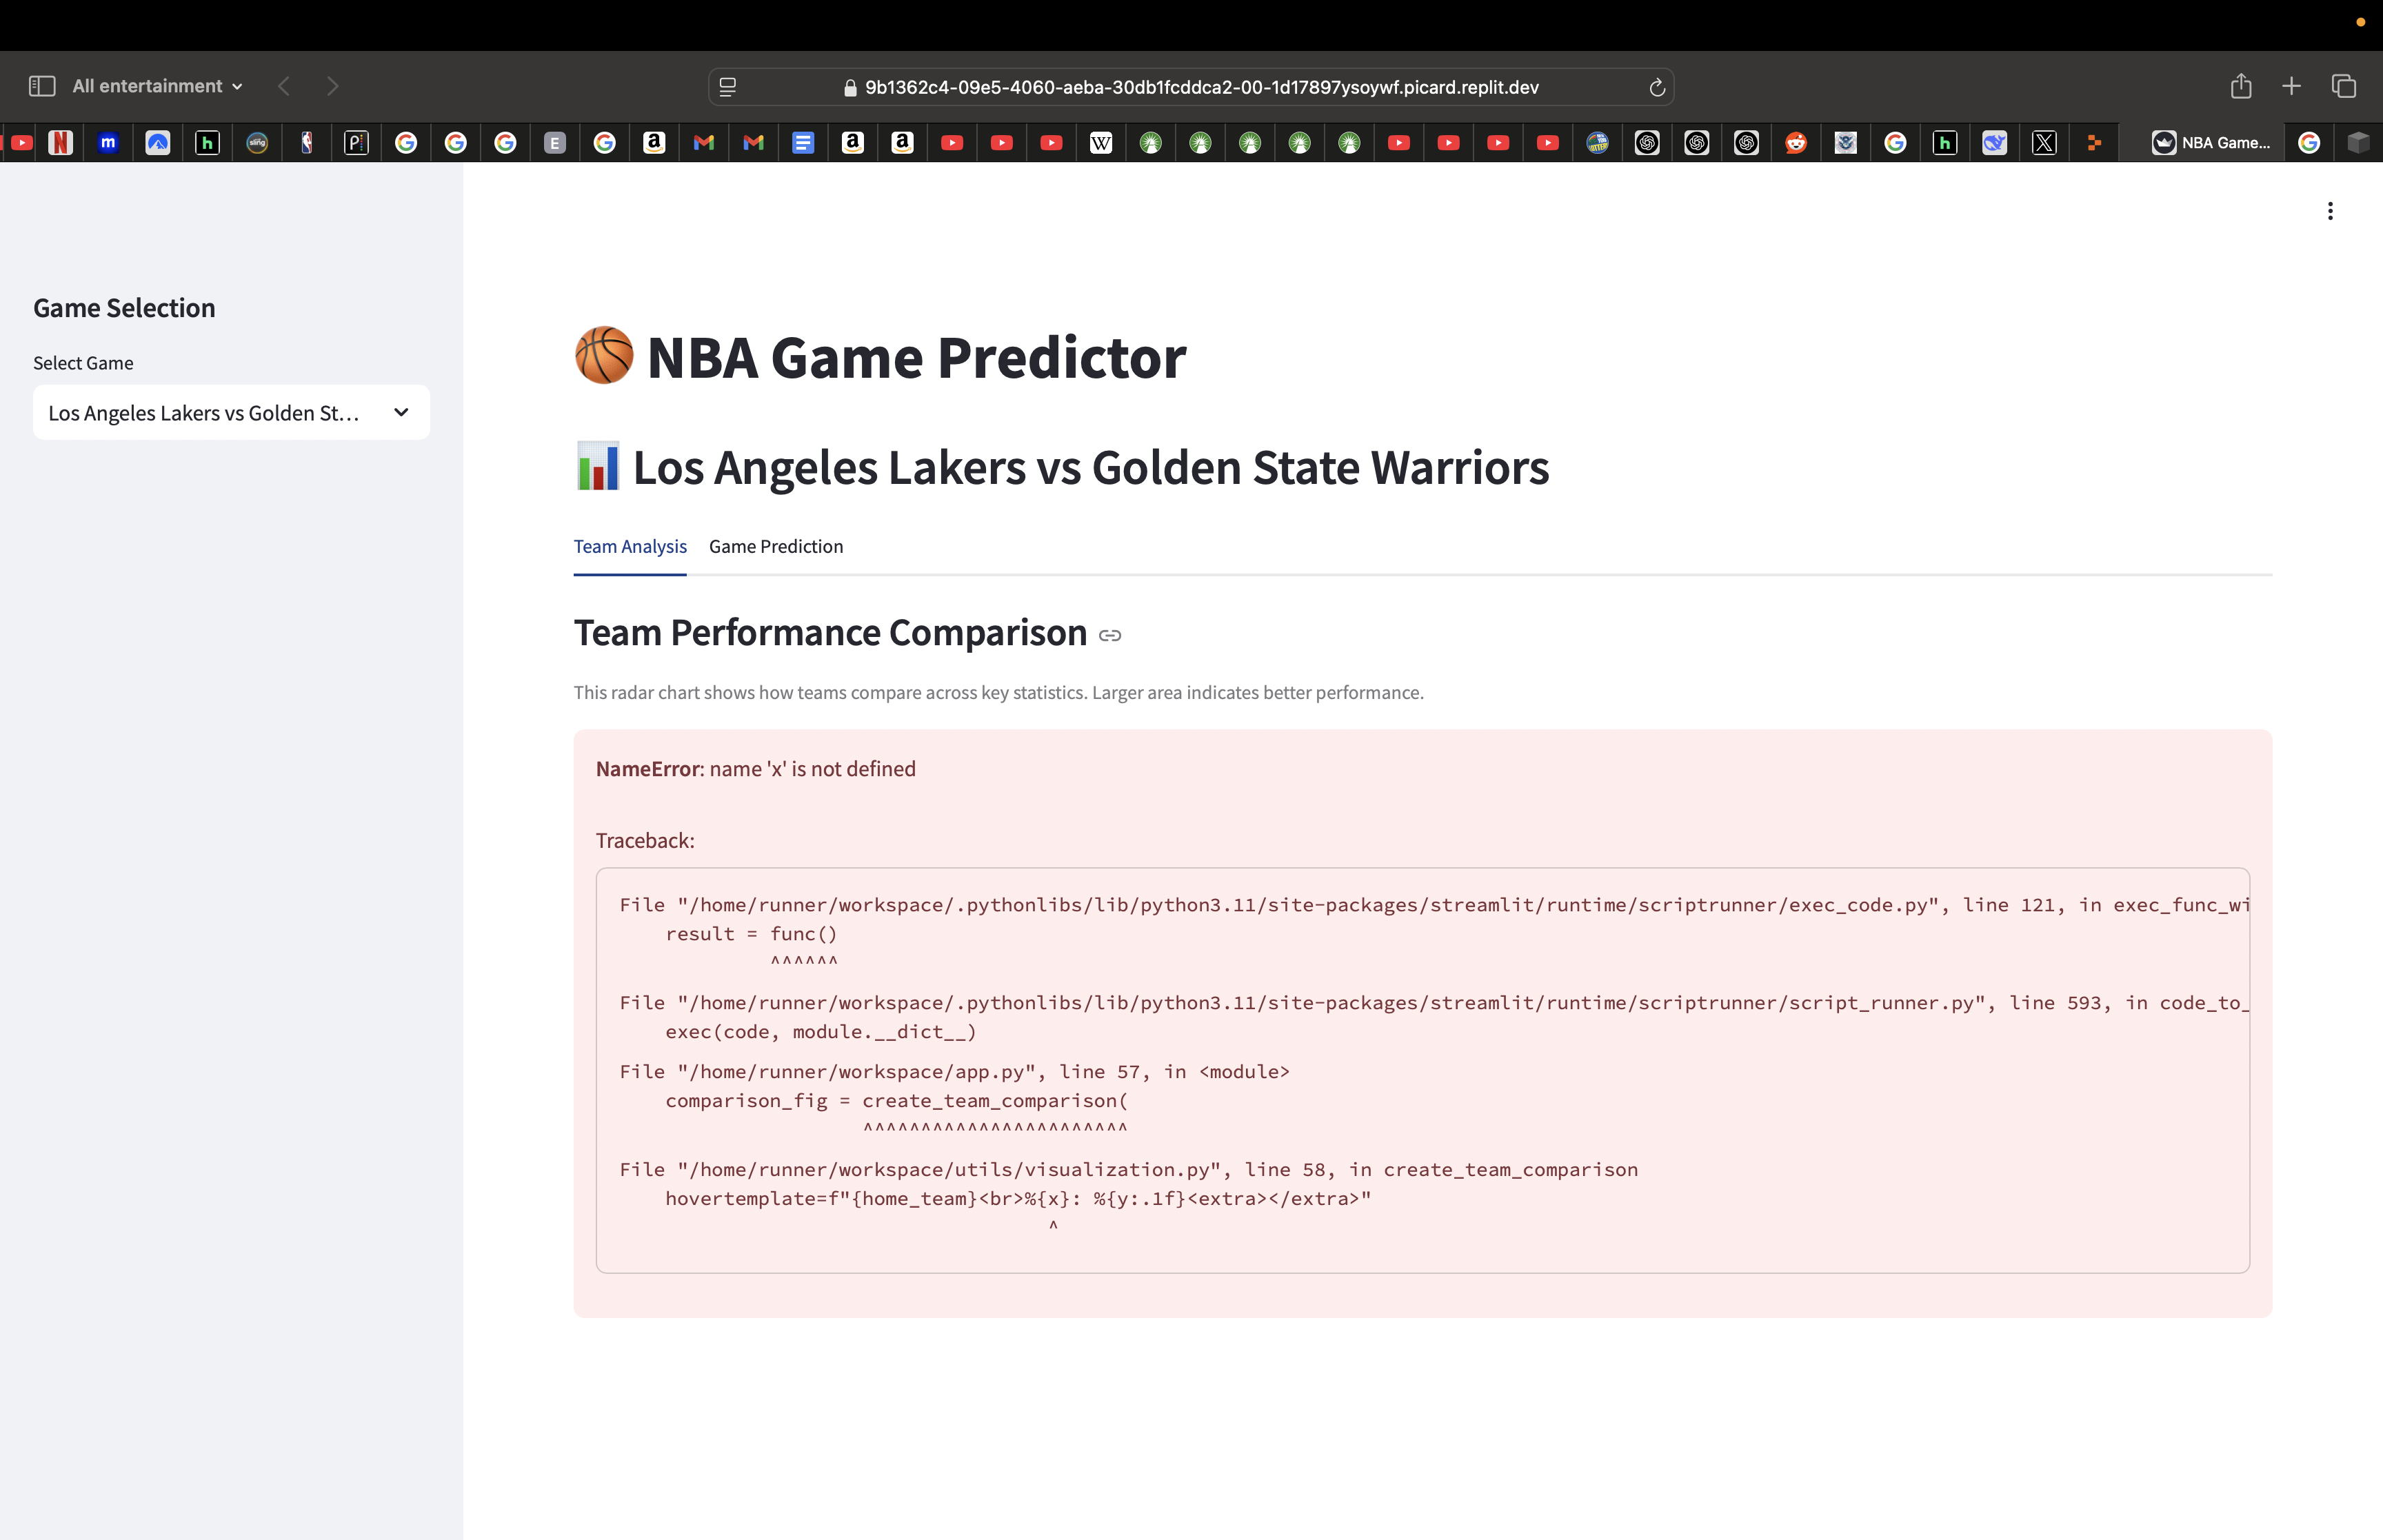 All entertainment
9b1362c4-09e5-4060-aeba-30db1fcddca2-00-1d17897ysoywf.picard.replit.dev
NBA Game...
Game Selection
Select Game
Los Angeles Lakers vs Golden St...
🏀 NBA Game Predictor
📊 Los Angeles Lakers vs Golden State Warriors
Team Analysis Game Prediction
Team Performance Comparison
This radar chart shows how teams compare across key statistics. Larger area indicates better performance.
NameError: name 'x' is not defined
Traceback:
File "/home/runner/workspace/.pythonlibs/lib/python3.11/site-packages/streamlit/runtime/scriptrunner/exec_code.py", line 121, in exec_func_wi
result = func()
^^^^^^
File "/home/runner/workspace/.pythonlibs/lib/python3.11/site-packages/streamlit/runtime/scriptrunner/script_runner.py", line 593, in code_to_
exec(code, module.__dict__)
File "/home/runner/workspace/app.py", line 57, in <module>
comparison_fig = create_team_comparison(
^^^^^^^^^^^^^^^^^^^^^^^
File "/home/runner/workspace/utils/visualization.py", line 58, in create_team_comparison
hovertemplate=f"{home_team}<br>%{x}: %{y:.1f}<extra></extra>"
^